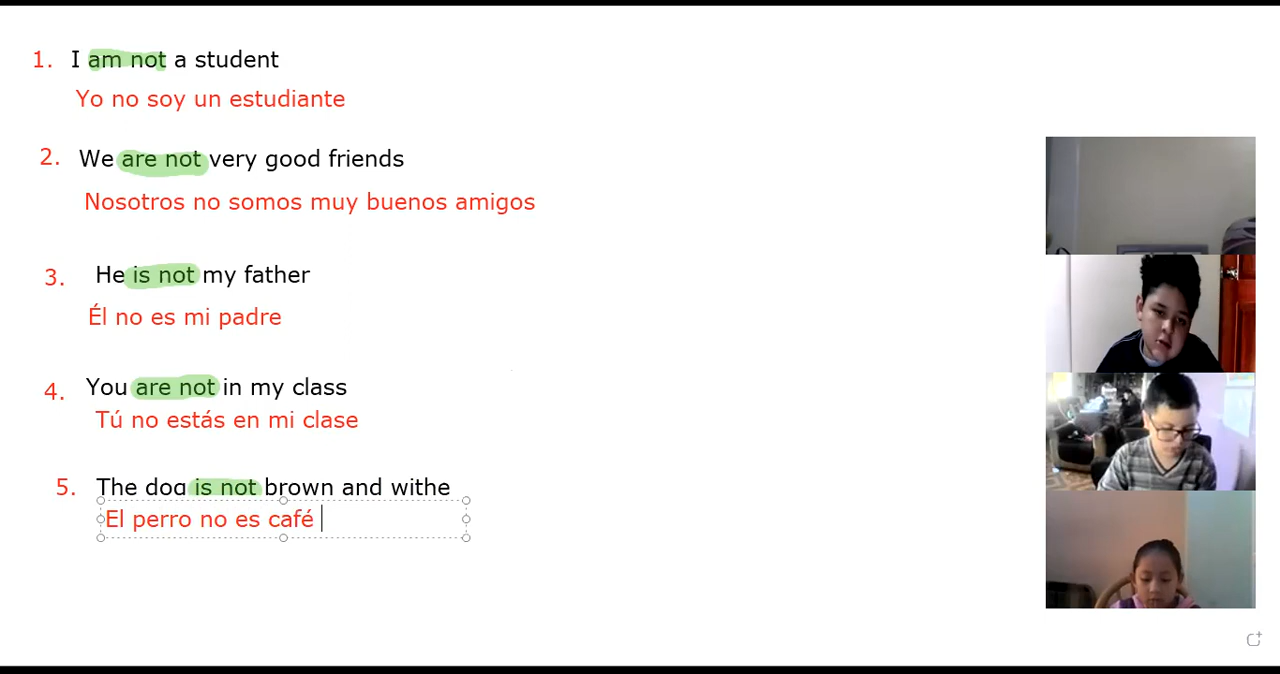 1. I am not a student
Yo no soy un estudiante
2. We are not very good friends
Nosotros no somos muy buenos amigos
3. He is not my father
Él no es mi padre
4. You are not in my class
Tú no estás en mi clase
5. The dog is not brown and withe
El perro no es café